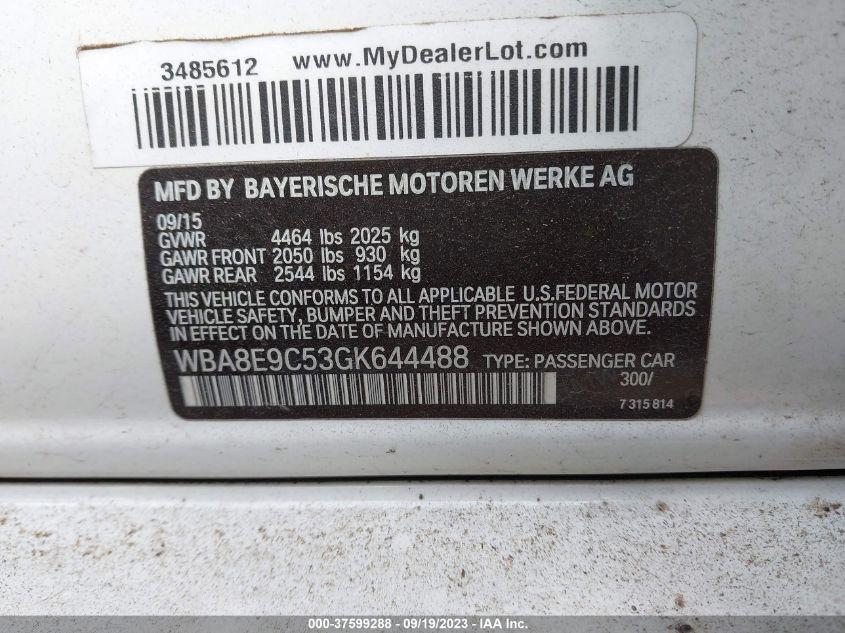 3485612 www.MyDealerLot.com
MFD BY BAYERISCHE MOTOREN WERKE AG
09/15
GVWR 4464 lbs 2025 kg
GAWR FRONT 2050 lbs 930 kg
GAWR REAR 2544 lbs 1154 kg
THIS VEHICLE CONFORMS TO ALL APPLICABLE U.S.FEDERAL MOTOR
VEHICLE SAFETY, BUMPER AND THEFT PREVENTION STANDARDS
IN EFFECT ON THE DATE OF MANUFACTURE SHOWN ABOVE.
WBA8E9C53GK644488 TYPE: PASSENGER CAR
300/
7 315 814
000-37599288 - 09/19/2023 - IAA Inc.